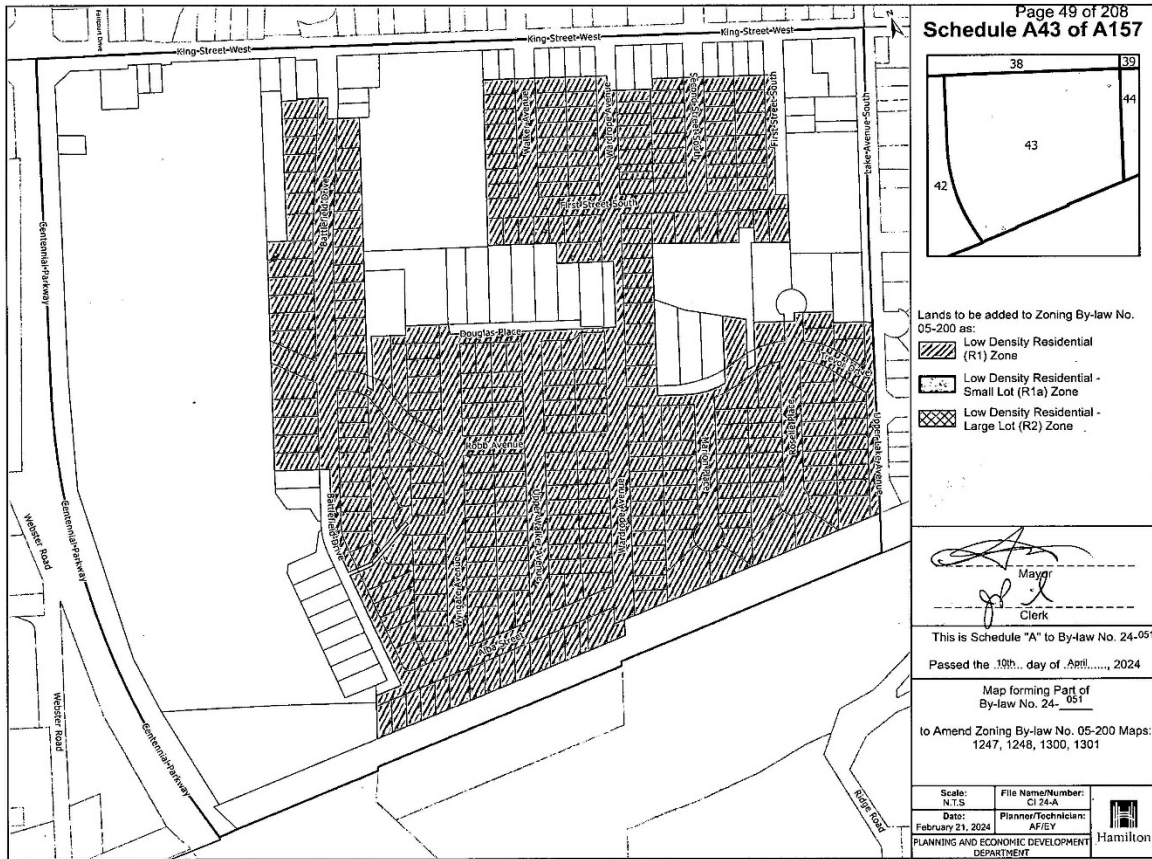 Page 49 of 208
Schedule A43 of A157
38
39
44
43
42
King-Street-West
King-Street-West
King-Street-West
Centennial-Parkway
Battlefield Drive
Walker Avenue
Wardrope Avenue
Second Street South
First Street South
Lake-Avenue-South
First Street South
Douglas Place
Robb Avenue
Marion Place
Roselle Place
Upper Lake Avenue
Battlefield-Drive
Wyngate Avenue
Upper Walker Avenue
Wardrope Avenue
Alba Street
Webster Road
Centennial-Parkway
Webster Road
Centennial-Parkway
Ridge Road
Lands to be added to Zoning By-law No.
05-200 as:
Low Density Residential
(R1) Zone
Low Density Residential -
Small Lot (R1a) Zone
Low Density Residential -
Large Lot (R2) Zone
Mayor
Clerk
This is Schedule "A" to By-law No. 24-051
Passed the 10th day of April, 2024
Map forming Part of
By-law No. 24-051
to Amend Zoning By-law No. 05-200 Maps:
1247, 1248, 1300, 1301
Scale:
N.T.S
File Name/Number:
CI 24-A
Date:
February 21, 2024
Planner/Technician:
AF/EY
PLANNING AND ECONOMIC DEVELOPMENT
DEPARTMENT
Hamilton